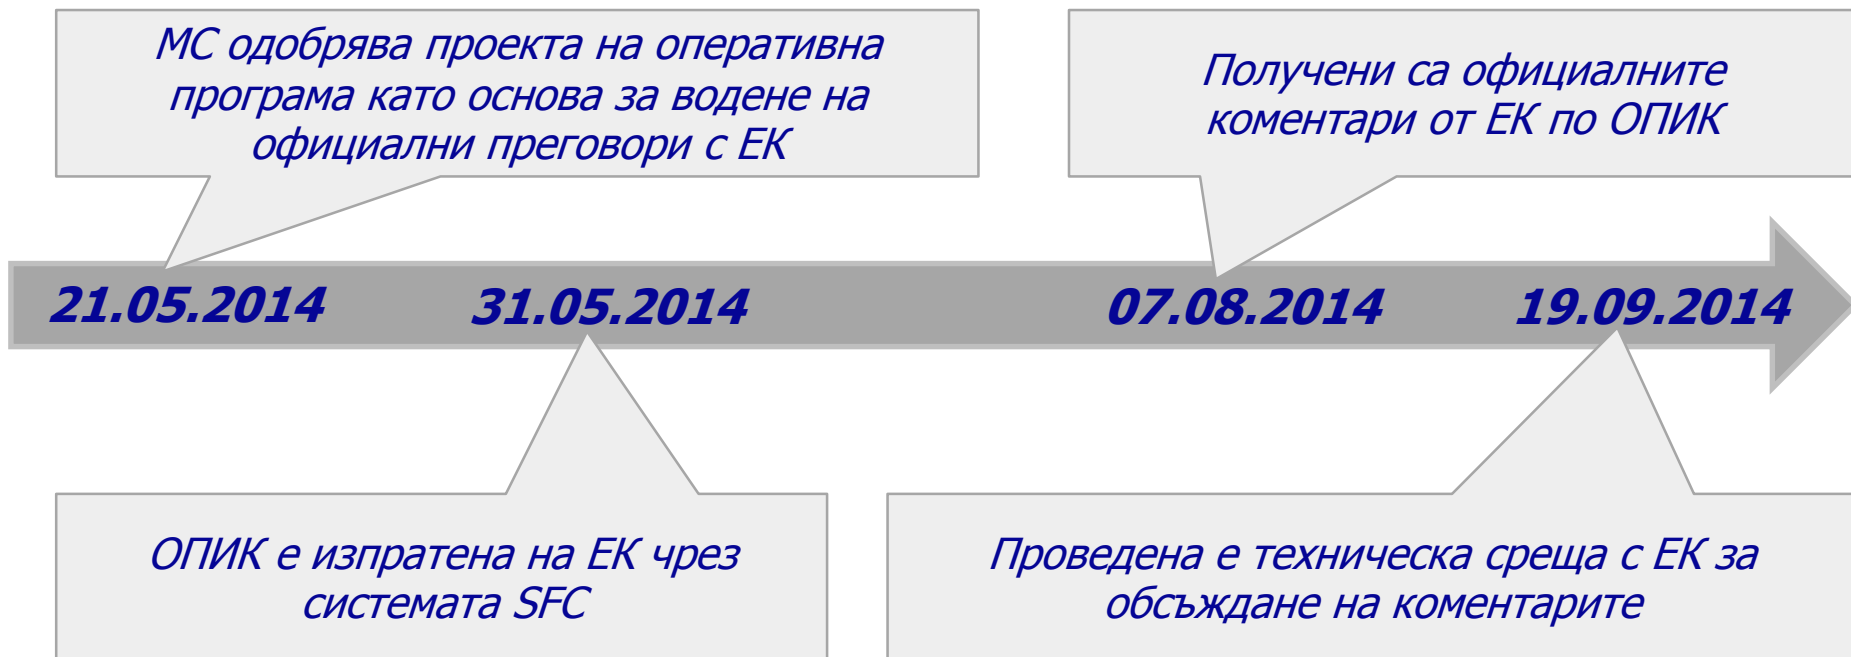 МС одобрява проекта на оперативна
програма като основа за водене на
официални преговори с ЕК
Получени са официалните
коментари от ЕК по ОПИК
21.05.2014
31.05.2014
07.08.2014
19.09.2014
ОПИК е изпратена на ЕК чрез
системата SFC
Проведена е техническа среща с ЕК за
обсъждане на коментарите